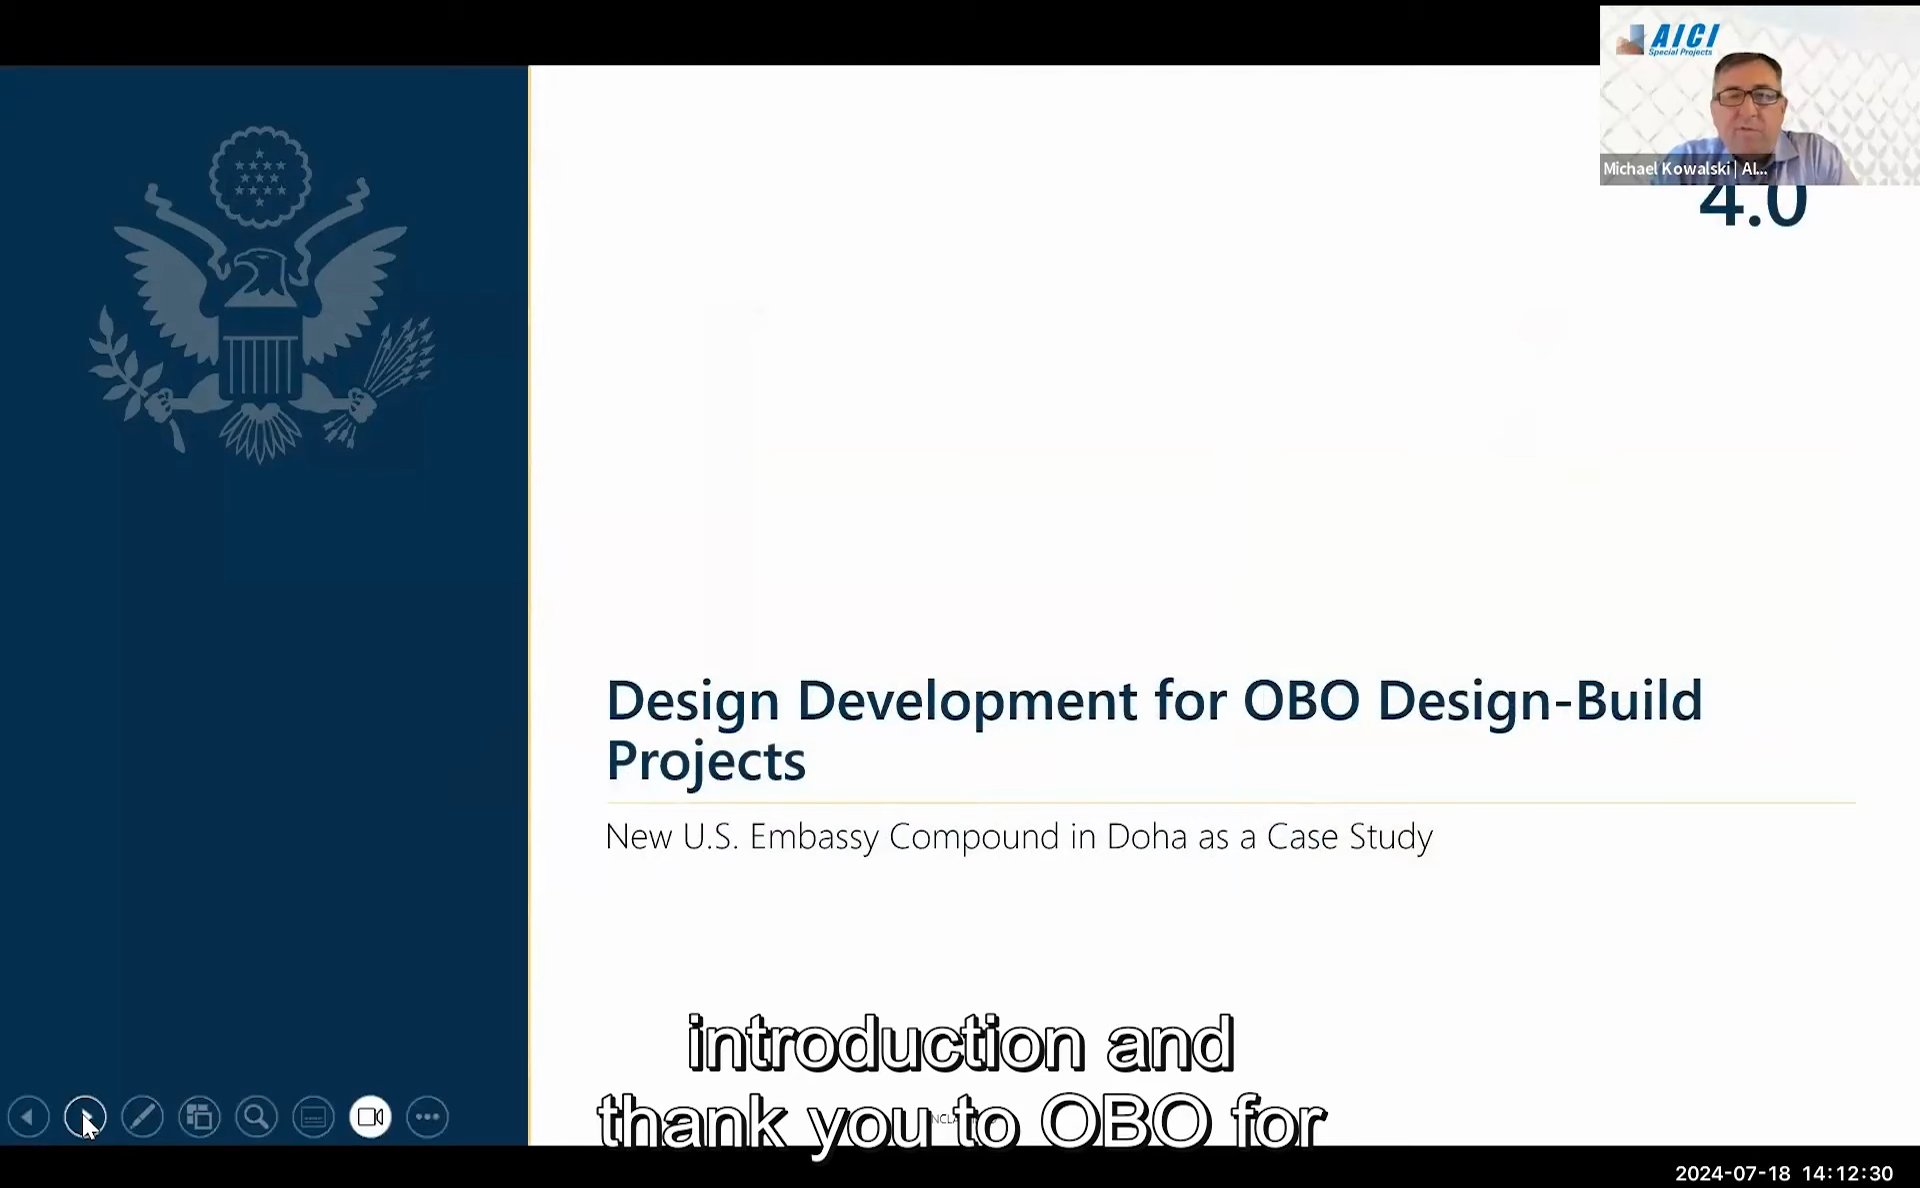 AICI
Special Projects
Michael Kowalski | AI...
4.0
Design Development for OBO Design-Build
Projects
New U.S. Embassy Compound in Doha as a Case Study
introduction and
thank you to OBO for
2024-07-18 14:12:30